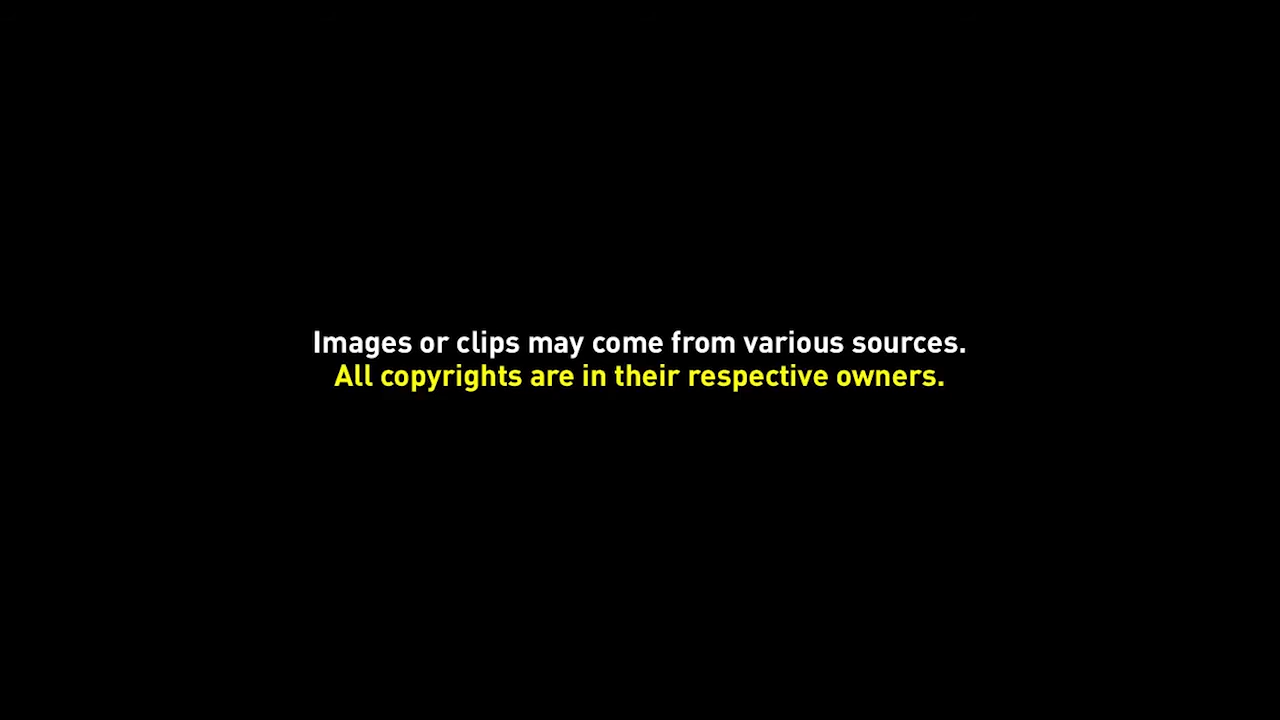 Images or clips may come from various sources.
All copyrights are in their respective owners.